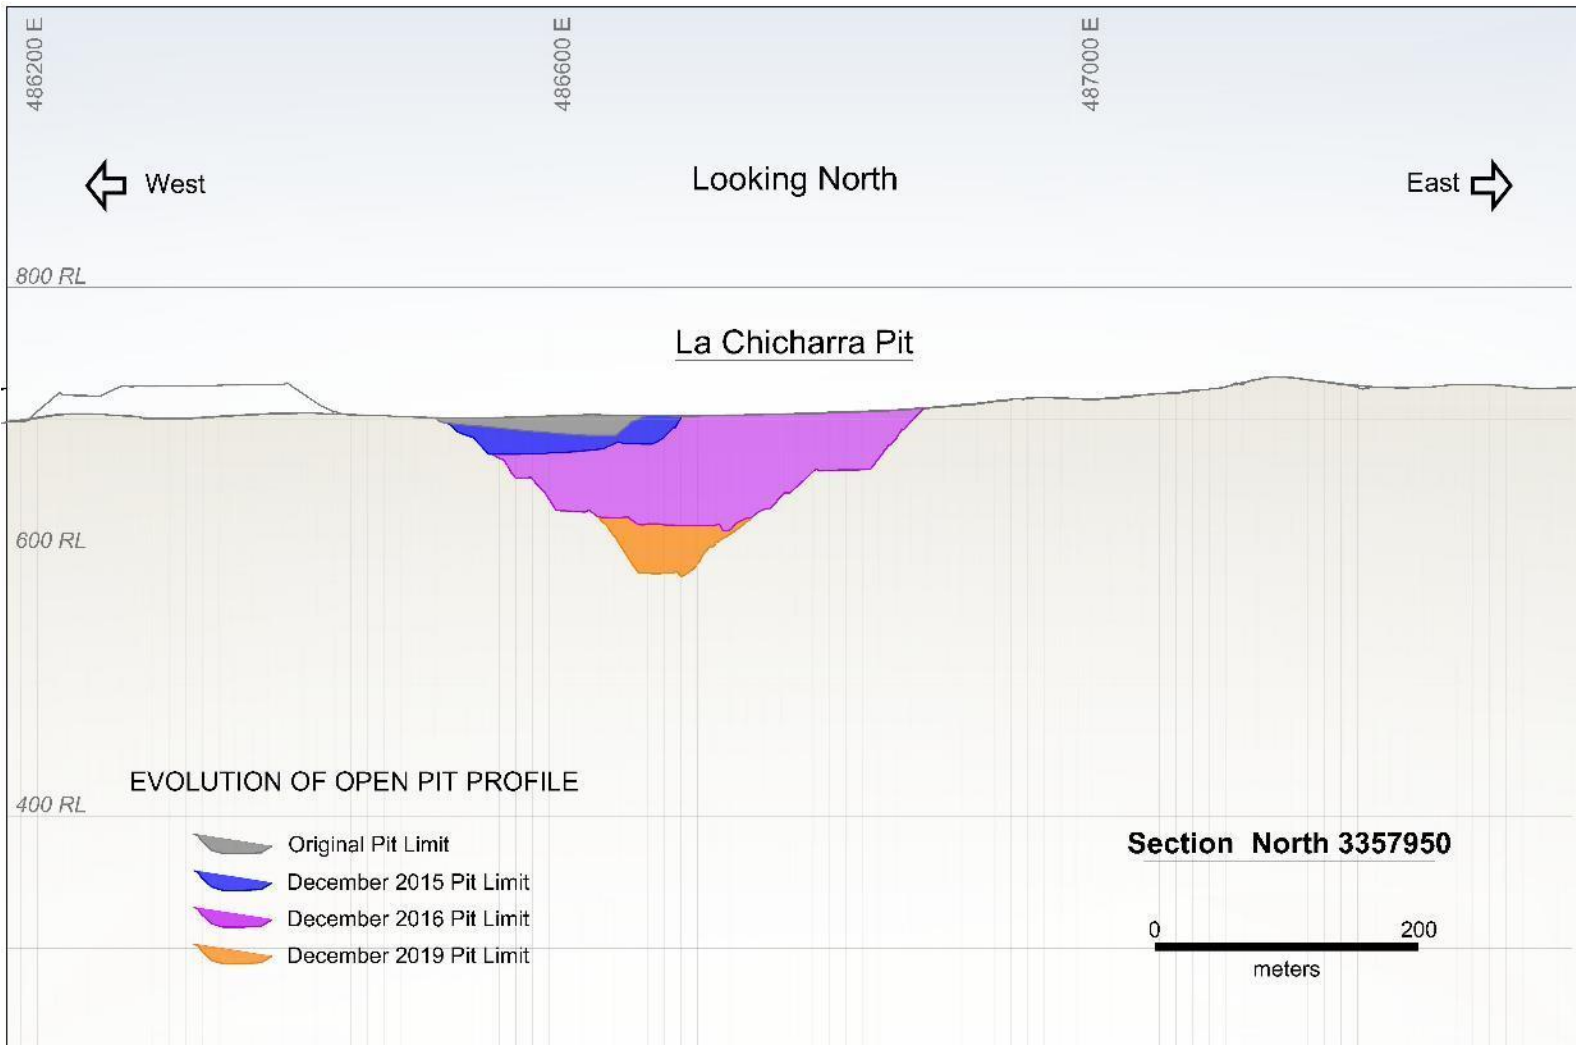 486200 E
486600 E
487000 E
West
Looking North
East
800 RL
La Chicharra Pit
600 RL
EVOLUTION OF OPEN PIT PROFILE
400 RL
Original Pit Limit
December 2015 Pit Limit
December 2016 Pit Limit
December 2019 Pit Limit
Section North 3357950
0 200
meters